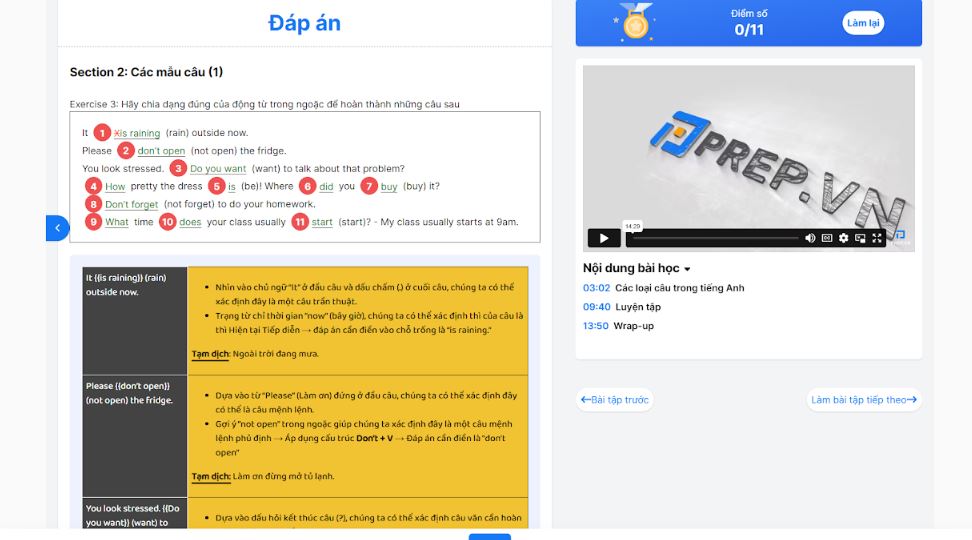 Đáp án
Section 2: Các mẫu câu (1)
Exercise 3: Hãy chia dạng đúng của động từ trong ngoặc để hoàn thành những câu sau
It 1 X is raining (rain) outside now.
Please 2 don't open (not open) the fridge.
You look stressed. 3 Do you want (want) to talk about that problem?
4 How pretty the dress 5 is (be)! Where 6 did you 7 buy (buy) it?
8 Don't forget (not forget) to do your homework.
9 What time 10 does your class usually 11 start (start)? - My class usually starts at 9am.
It {{is raining}} (rain)
outside now.
Nhìn vào chủ ngữ "It" ở đầu câu và dấu chấm (.) ở cuối câu, chúng ta có thể
xác định đây là một câu trần thuật.
Trạng từ chỉ thời gian "now" (bây giờ), chúng ta có thể xác định thì của câu là
thì Hiện tại Tiếp diễn → đáp án cần điền vào chỗ trống là "is raining."
Tạm dịch: Ngoài trời đang mưa.
Please {{don't open}}
(not open) the fridge.
Dựa vào từ "Please" (Làm ơn) đứng ở đầu câu, chúng ta có thể xác định đây
có thể là câu mệnh lệnh.
Gợi ý "not open" trong ngoặc giúp chúng ta xác định đây là một câu mệnh
lệnh phủ định → Áp dụng cấu trúc Don't + V → Đáp án cần điền là "don't
open"
Tạm dịch: Làm ơn đừng mở tủ lạnh.
You look stressed. {{Do
you want}} (want) to
Dựa vào dấu hỏi kết thúc câu (?), chúng ta có thể xác định câu văn cần hoàn
Điểm số
0/11
Làm lại
PREP.VN
14:29
Nội dung bài học
03:02 Các loại câu trong tiếng Anh
09:40 Luyện tập
13:50 Wrap-up
←Bài tập trước
Làm bài tập tiếp theo→